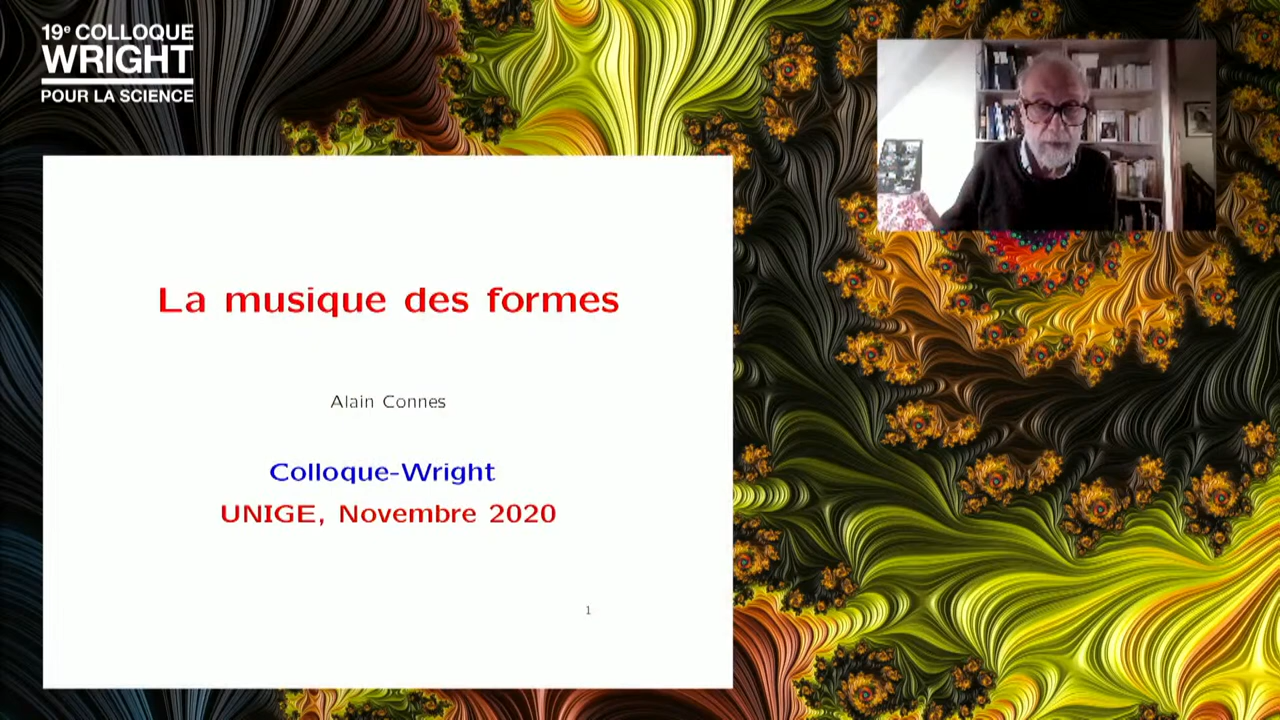 19e COLLOQUE
WRIGHT
POUR LA SCIENCE
La musique des formes
Alain Connes
Colloque-Wright
UNIGE, Novembre 2020
1